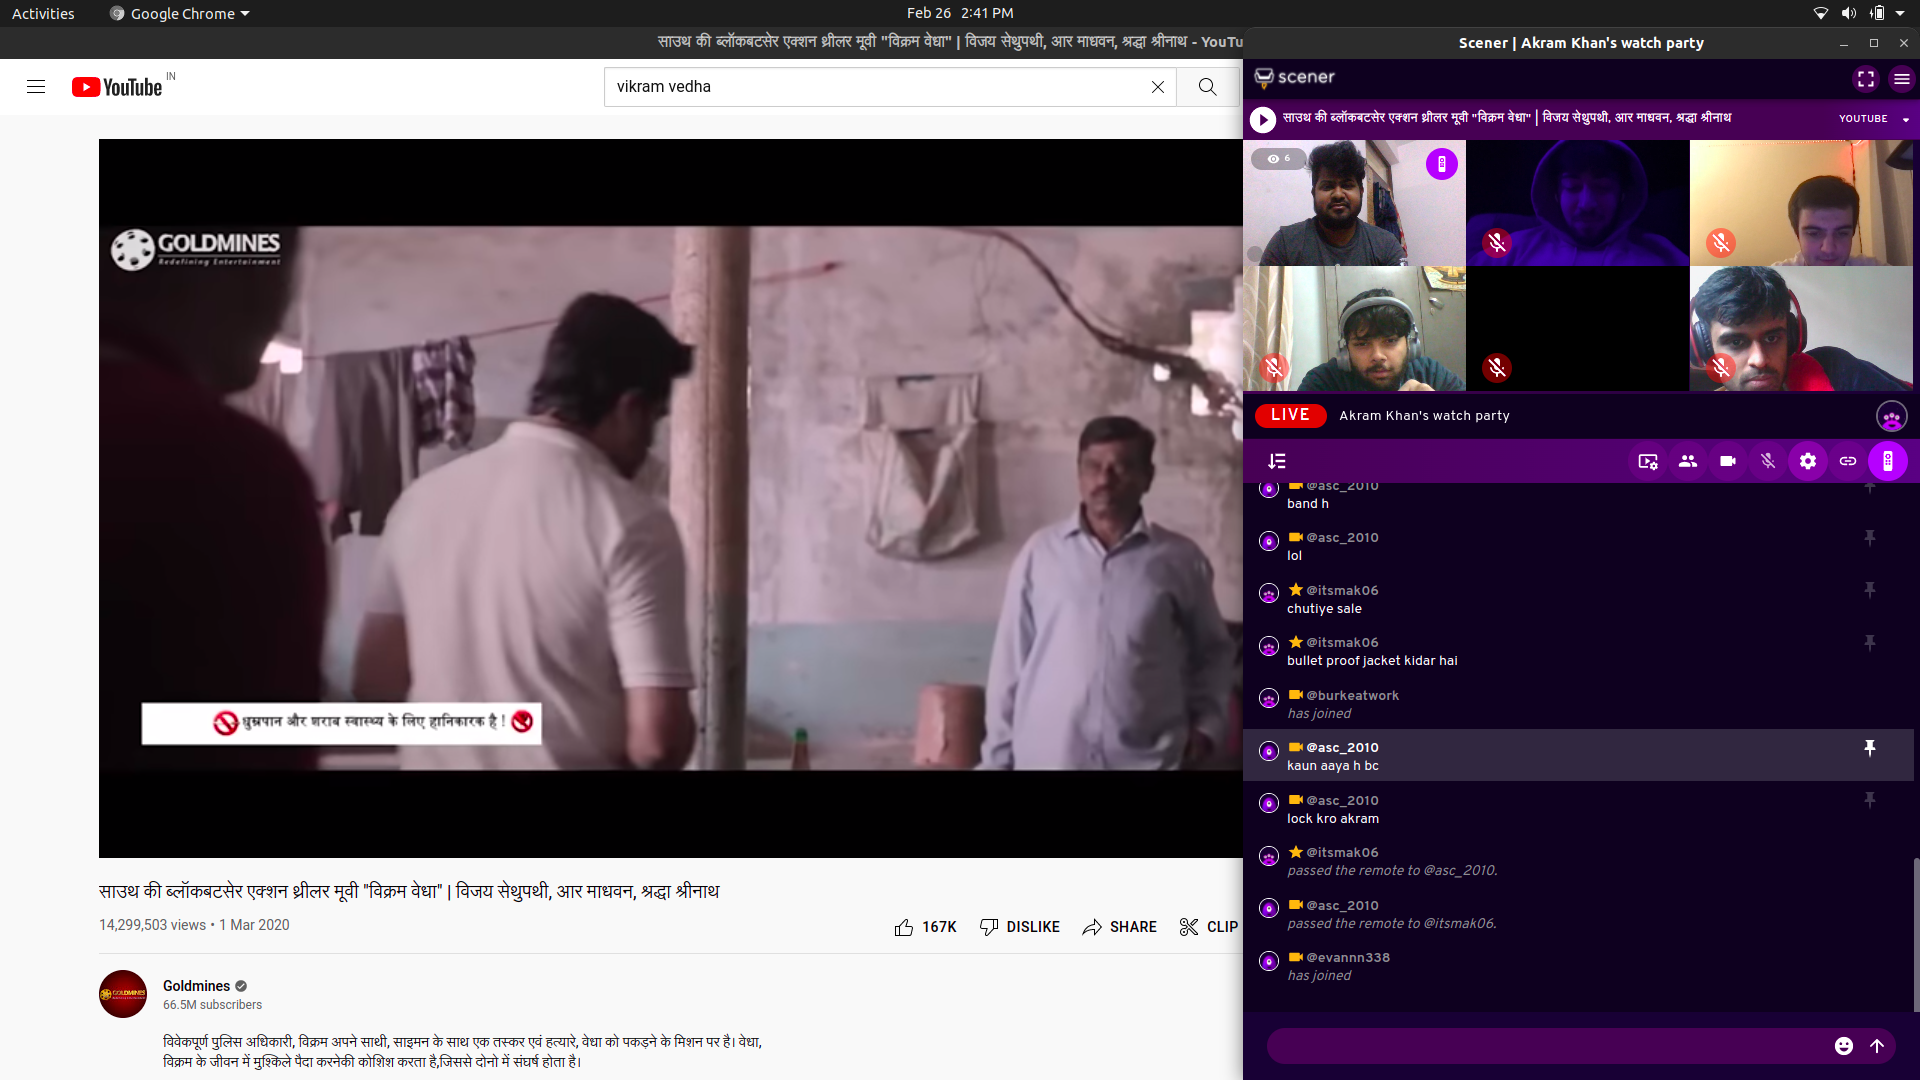 Activities
Google Chrome
Feb 26 2:41 PM
साउथ की ब्लॉकबटसेर एक्शन थ्रीलर मूवी "विक्रम वेधा" | विजय सेथुपथी, आर माधवन, श्रद्धा श्रीनाथ - YouTu
YouTube IN
vikram vedha
GOLDMINES
Redefining Entertainment
धुम्रपान और शराब स्वास्थ्य के लिए हानिकारक है !
साउथ की ब्लॉकबटसेर एक्शन थ्रीलर मूवी "विक्रम वेधा" | विजय सेथुपथी, आर माधवन, श्रद्धा श्रीनाथ
14,299,503 views • 1 Mar 2020
167K DISLIKE SHARE CLIP
Goldmines
66.5M subscribers
विवेकपूर्ण पुलिस अधिकारी, विक्रम अपने साथी, साइमन के साथ एक तस्कर एवं हत्यारे, वेधा को पकड़ने के मिशन पर है। वेधा,
विक्रम के जीवन में मुश्किले पैदा करनेकी कोशिश करता है,जिससे दोनो में संघर्ष होता है।
Scener | Akram Khan's watch party
scener
साउथ की ब्लॉकबटसेर एक्शन थ्रीलर मूवी "विक्रम वेधा" | विजय सेथुपथी, आर माधवन, श्रद्धा श्रीनाथ
YOUTUBE
6
LIVE Akram Khan's watch party
@asc_2010
band h
@asc_2010
lol
@itsmak06
chutiye sale
@itsmak06
bullet proof jacket kidar hai
@burkeatwork
has joined
@asc_2010
kaun aaya h bc
@asc_2010
lock kro akram
@itsmak06
passed the remote to @asc_2010.
@asc_2010
passed the remote to @itsmak06.
@evannn338
has joined